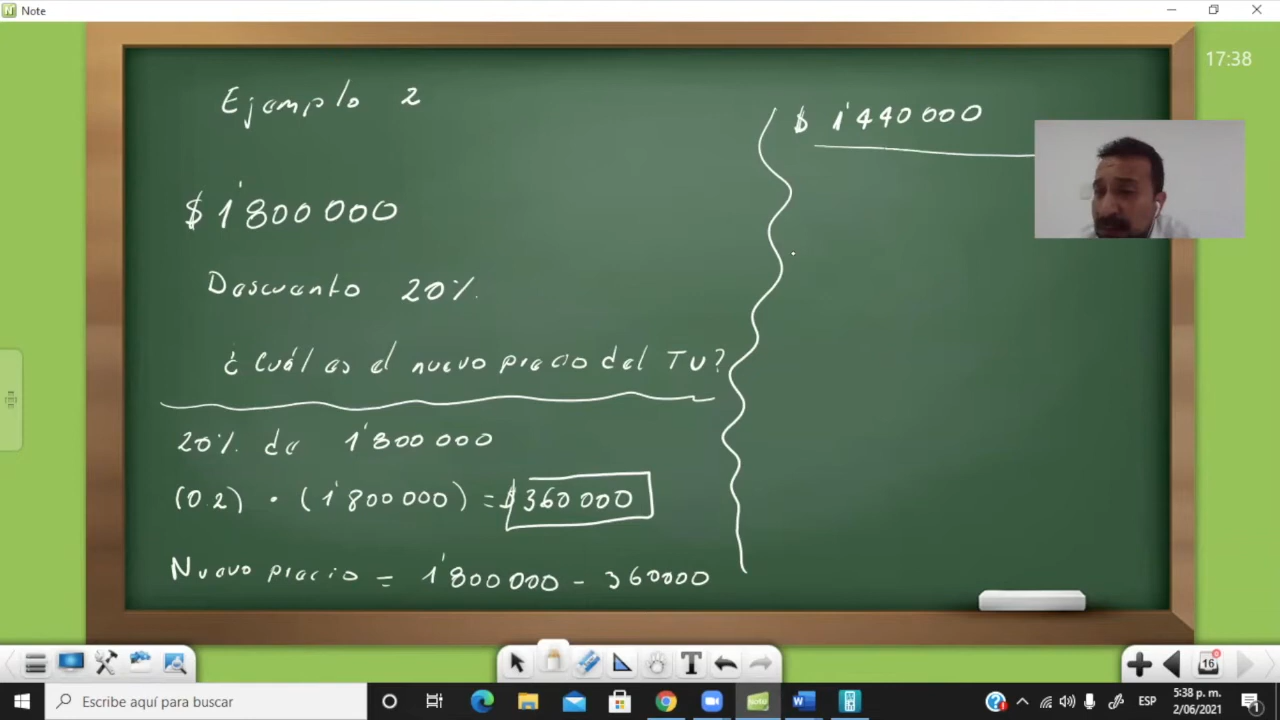 Note
17:38
Ejemplo 2
$ 1'800 000
Descuento 20%.
¿Cuál es el nuevo precio del TV?
20% de 1'800 000
(0.2) · (1'800 000) = $ 360 000
Nuevo precio = 1'800 000 - 360000
$ 1'440 000
T
16
Escribe aquí para buscar
ESP
5:38 p. m.
2/06/2021